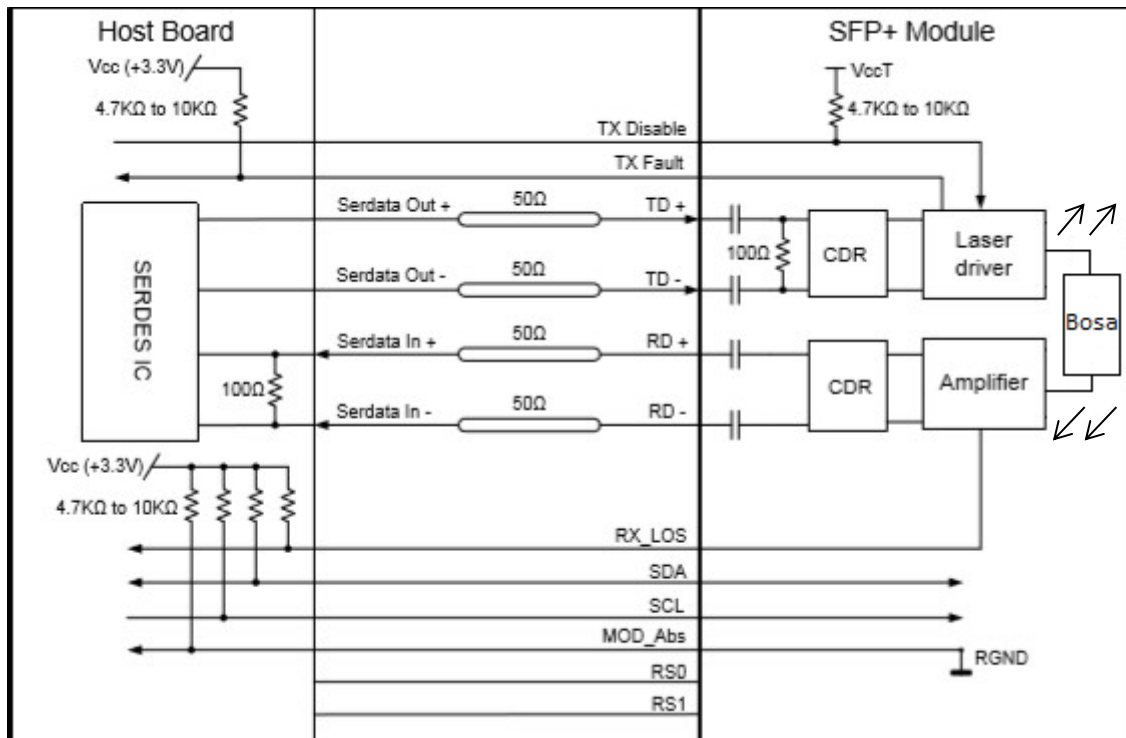 Host Board
SFP+ Module
Vcc (+3.3V)
VccT
4.7KΩ to 10KΩ
4.7KΩ to 10KΩ
TX Disable
TX Fault
Serdata Out +
50Ω
TD +
SERDES IC
100Ω
CDR
Laser
driver
Serdata Out -
50Ω
TD -
Bosa
Serdata In +
50Ω
RD +
100Ω
CDR
Amplifier
Serdata In -
50Ω
RD -
Vcc (+3.3V)
4.7KΩ to 10KΩ
RX_LOS
SDA
SCL
MOD_Abs
RGND
RS0
RS1